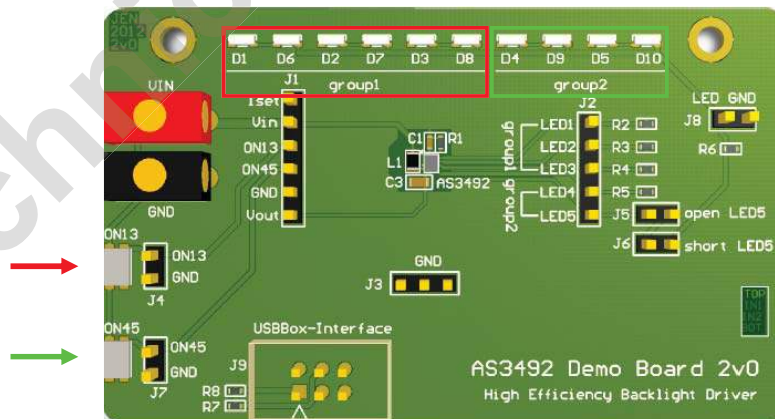 JEN
2012
2v0
D1 D6 D2 D7 D3 D8
group1
D4 D9 D5 D10
group2
VIN
GND
J1
Iset
Vin
ON13
ON45
GND
Vout
C1
R1
L1
C3
AS3492
J2
group1
LED1
LED2
LED3
group2
LED4
LED5
R2
R3
R4
R5
LED GND
J8
R6
J5
open LED5
J6
short LED5
ON13
ON13
GND
J4
ON45
ON45
GND
J7
GND
J3
USBBox-Interface
J9
R8
R7
TOP
IN1
IN2
BOT
AS3492 Demo Board 2v0
High Efficiency Backlight Driver